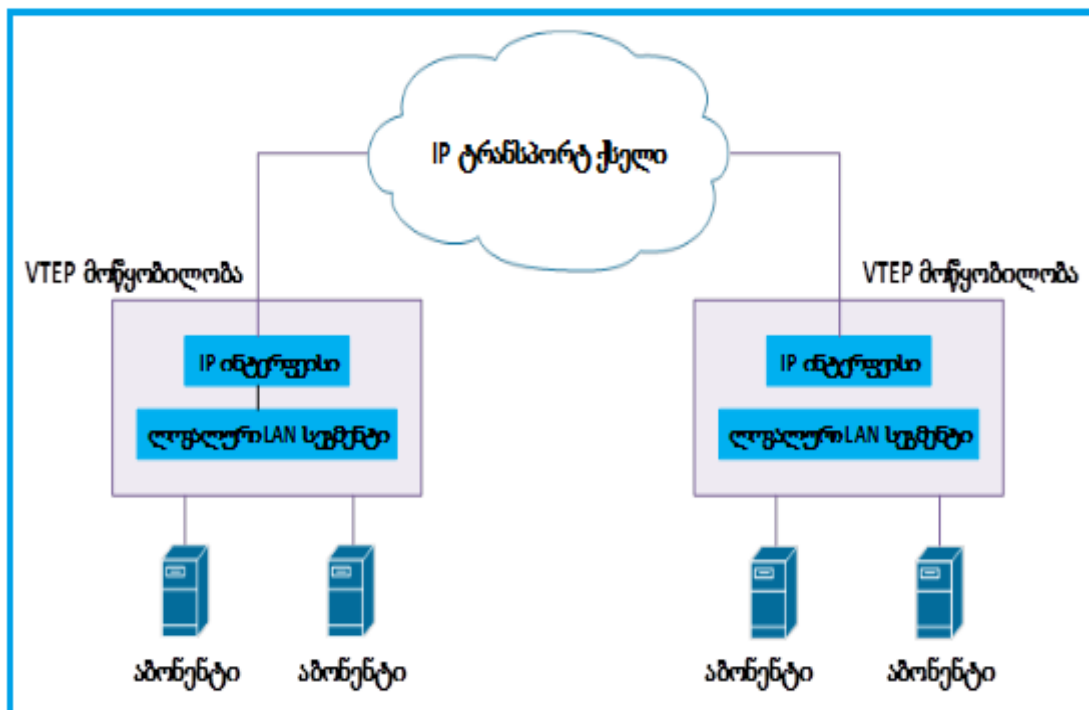 IP ტრანსპორტ ქსელი
VTEP მოწყობილობა
VTEP მოწყობილობა
IP ინტერფეისი
IP ინტერფეისი
ლოკალური LAN სეგმენტი
ლოკალური LAN სეგმენტი
აბონენტი
აბონენტი
აბონენტი
აბონენტი